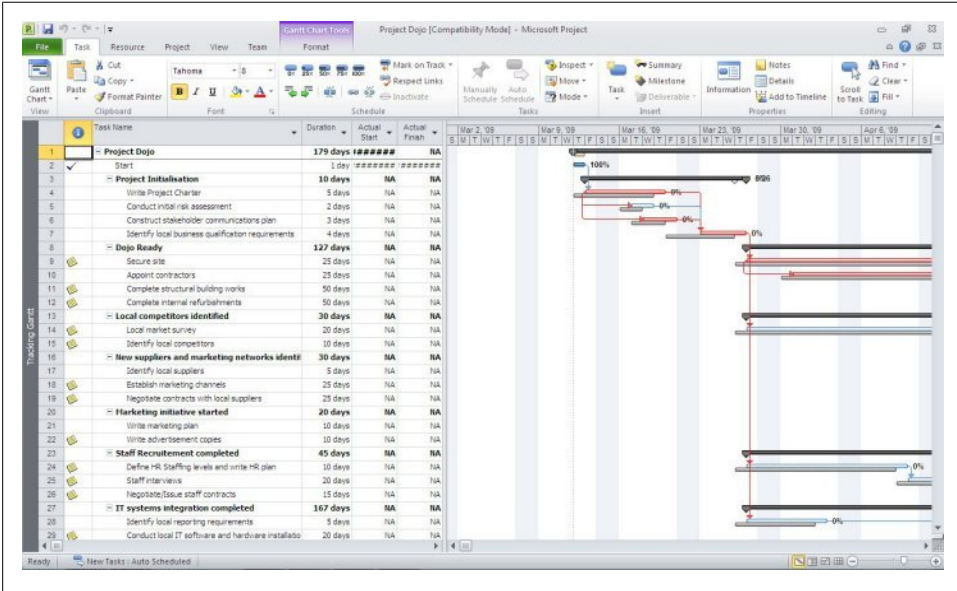 Gantt Chart Tools
Project Dojo [Compatibility Mode] - Microsoft Project
File Task Resource Project View Team Format
Gantt Chart
View
Paste
Cut
Copy
Format Painter
Clipboard
Tahoma 8
B I U A
Font
0% 25% 50% 75% 100%
Mark on Track
Respect Links
Inactivate
Schedule
Manually Schedule
Auto Schedule
Inspect
Move
Mode
Tasks
Task
Summary
Milestone
Deliverable
Insert
Information
Notes
Details
Add to Timeline
Properties
Scroll to Task
Find
Clear
Fill
Editing
Task Name Duration Actual Start Actual Finish
Mar 2, '09 Mar 9, '09 Mar 16, '09 Mar 23, '09 Mar 30, '09 Apr 6, '09
S M T W T F S S M T W T F S S M T W T F S S M T W T F S S M T W T F S S M T W T F S S
1 Project Dojo 179 days ####### NA
2 Start 1 day ####### #######
100%
3 Project Initialisation 10 days NA NA
4 Write Project Charter 5 days NA NA
0%
5 Conduct initial risk assessment 2 days NA NA
0%
6 Construct stakeholder communications plan 3 days NA NA
0%
7 Identify local business qualification requirements 4 days NA NA
0%
8 Dojo Ready 127 days NA NA
9 Secure site 25 days NA NA
10 Appoint contractors 25 days NA NA
11 Complete structural building works 50 days NA NA
12 Complete internal refurbishments 50 days NA NA
13 Local competitors identified 30 days NA NA
14 Local market survey 20 days NA NA
15 Identify local competitors 10 days NA NA
16 New suppliers and marketing networks identif 30 days NA NA
17 Identify local suppliers 5 days NA NA
18 Establish marketing channels 25 days NA NA
19 Negotiate contracts with local suppliers 25 days NA NA
20 Marketing initiative started 20 days NA NA
21 Write marketing plan 10 days NA NA
22 Write advertisement copies 10 days NA NA
23 Staff Recruitement completed 45 days NA NA
24 Define HR Staffing levels and write HR plan 10 days NA NA
0%
25 Staff interviews 20 days NA NA
26 Negotiate/Issue staff contracts 15 days NA NA
27 IT systems integration completed 167 days NA NA
28 Identify local reporting requirements 5 days NA NA
0%
29 Conduct local IT software and hardware installatio 20 days NA NA
Tracking Gantt
Ready New Tasks : Auto Scheduled